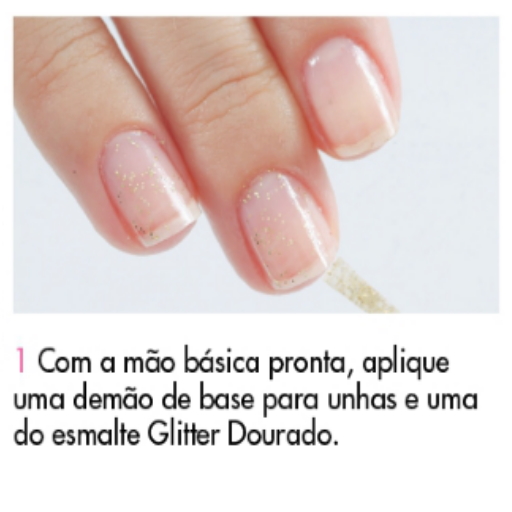 1 Com a mão básica pronta, aplique
uma demão de base para unhas e uma
do esmalte Glitter Dourado.